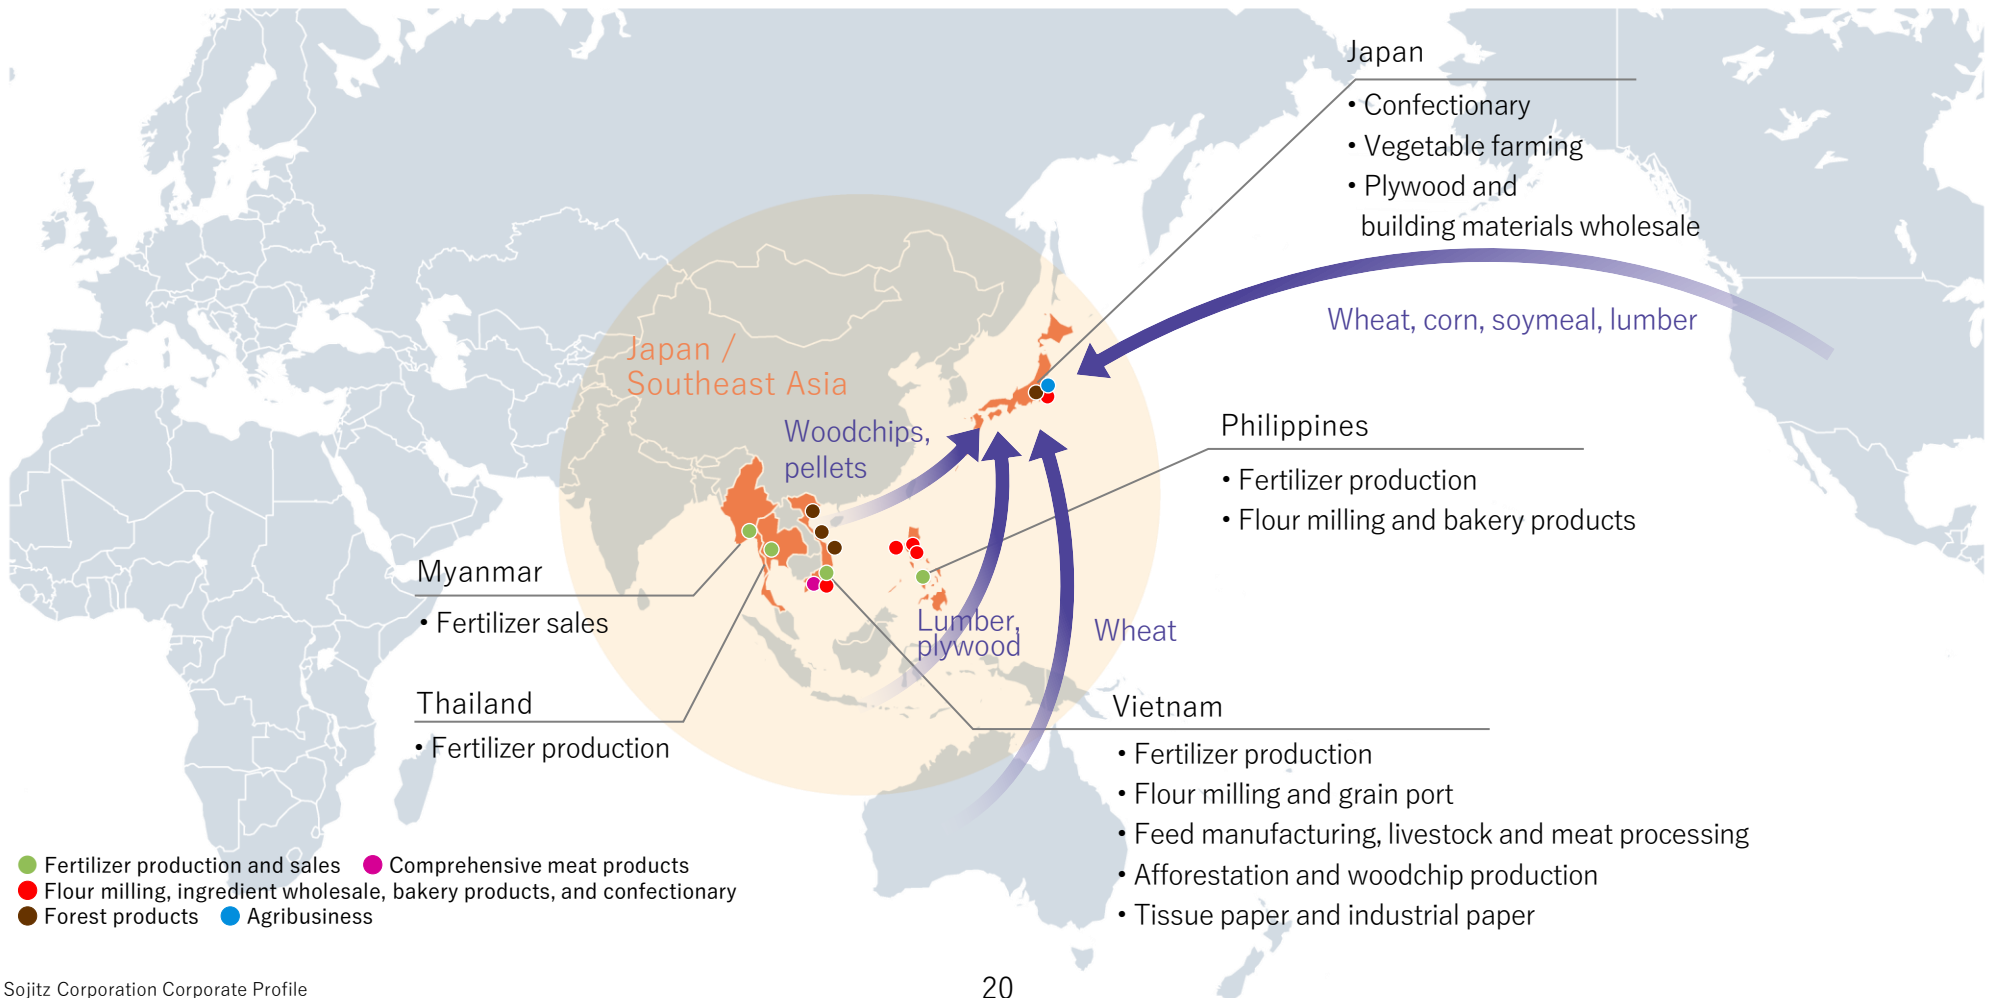 Japan
• Confectionary
• Vegetable farming
• Plywood and
building materials wholesale
Wheat, corn, soymeal, lumber
Japan /
Southeast Asia
Woodchips,
pellets
Philippines
• Fertilizer production
• Flour milling and bakery products
Myanmar
• Fertilizer sales
Lumber,
plywood
Wheat
Thailand
• Fertilizer production
Vietnam
• Fertilizer production
• Flour milling and grain port
• Feed manufacturing, livestock and meat processing
• Afforestation and woodchip production
• Tissue paper and industrial paper
Fertilizer production and sales Comprehensive meat products
Flour milling, ingredient wholesale, bakery products, and confectionary
Forest products Agribusiness
Sojitz Corporation Corporate Profile
20